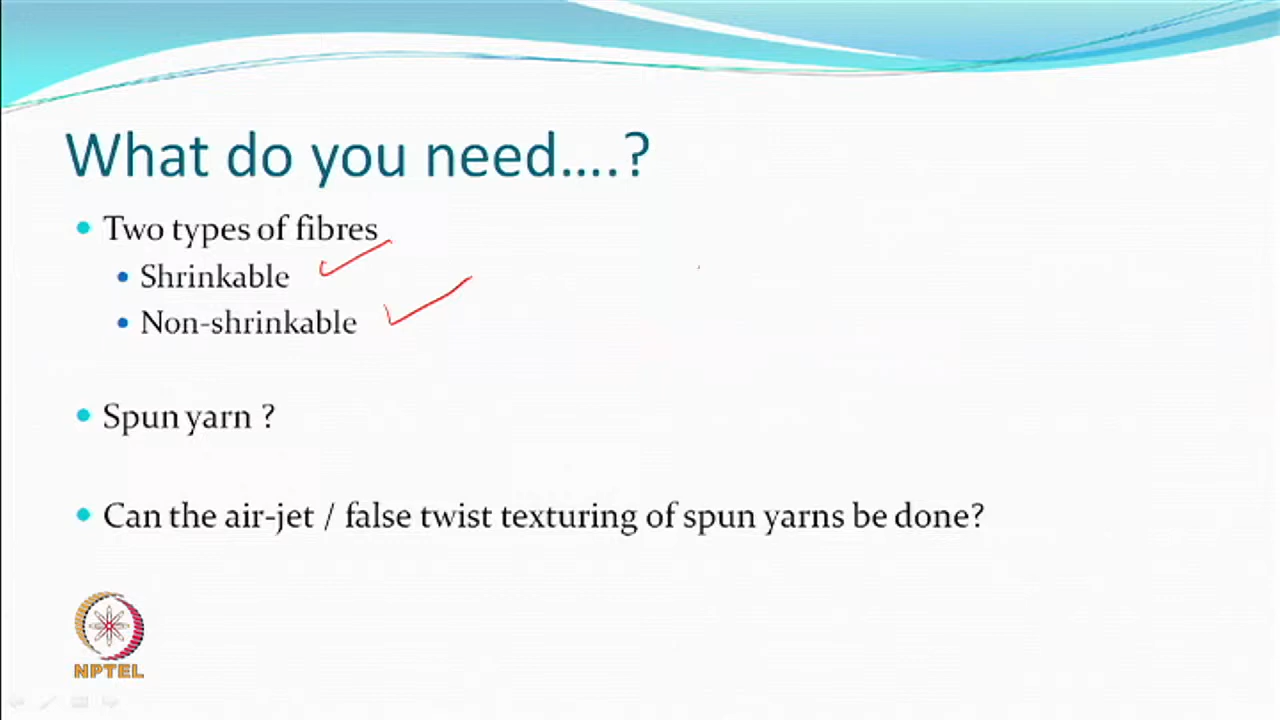 What do you need....?
Two types of fibres
Shrinkable
Non-shrinkable
Spun yarn ?
Can the air-jet / false twist texturing of spun yarns be done?
NPTEL